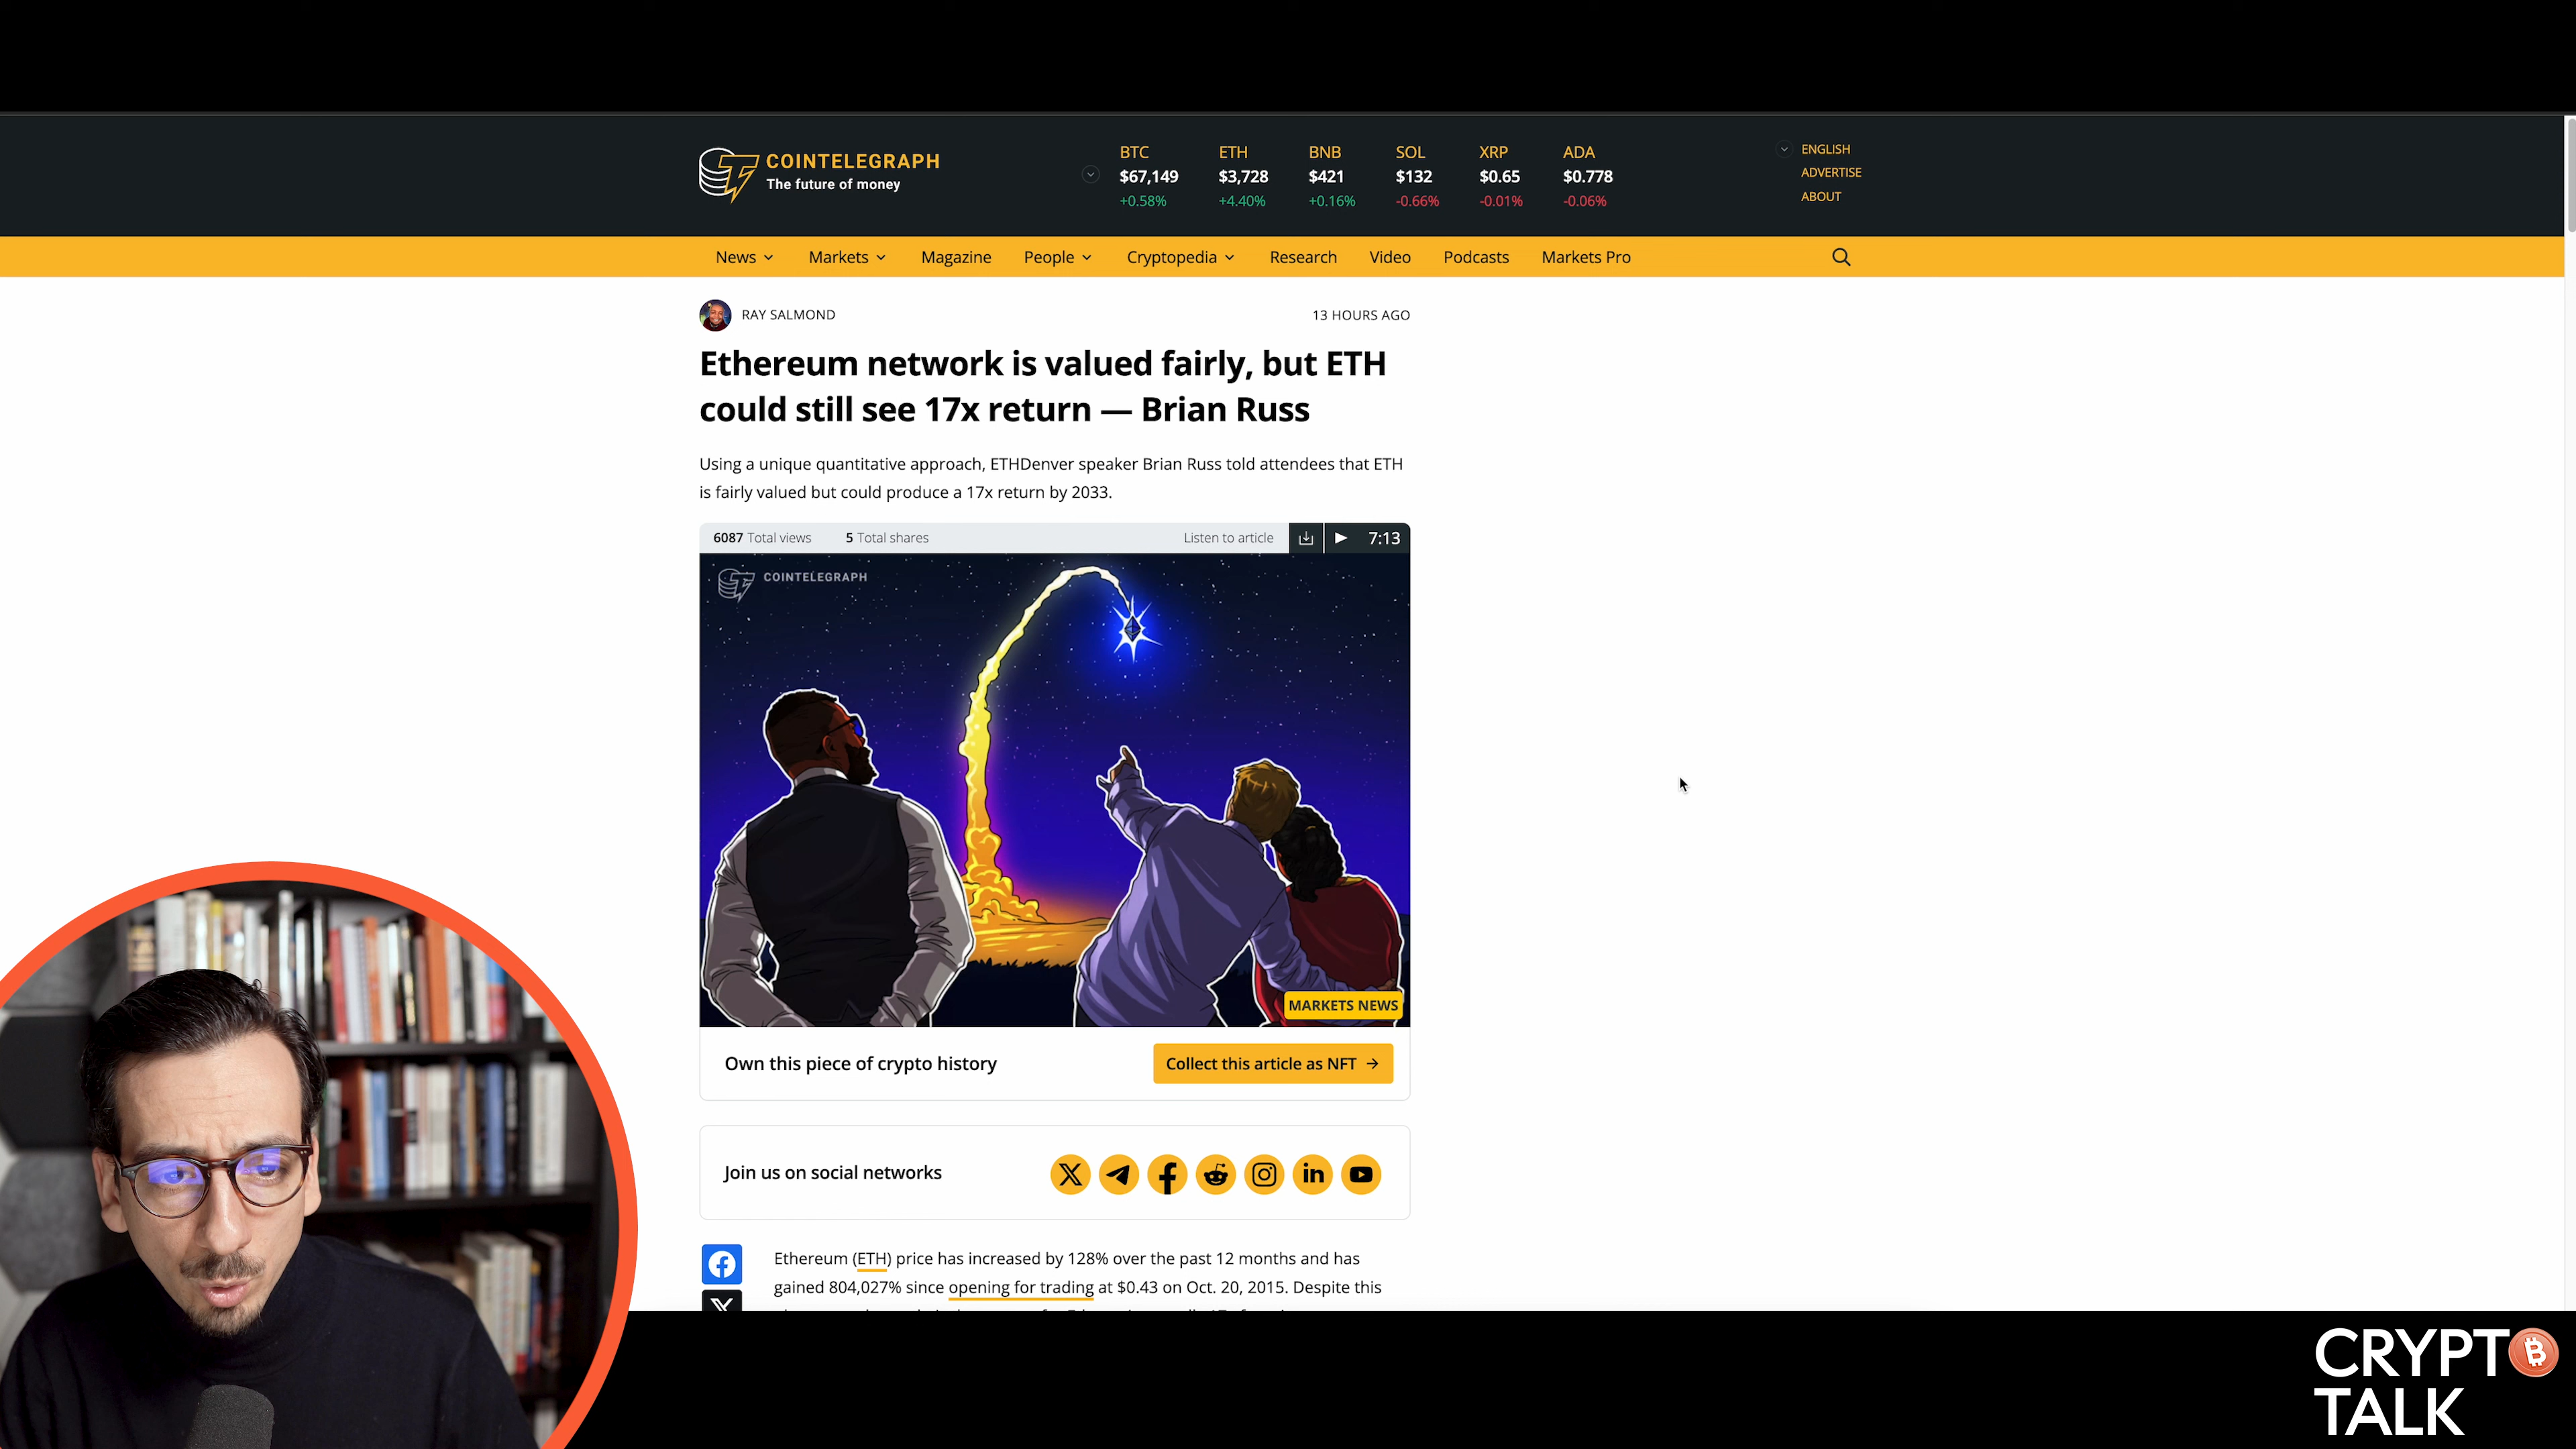 COINTELEGRAPH
The future of money
BTC ETH BNB SOL XRP ADA
$67,149 $3,728 $421 $132 $0.65 $0.778
+0.58% +4.40% +0.16% -0.66% -0.01% -0.06%
ENGLISH
ADVERTISE
ABOUT
News Markets Magazine People Cryptopedia Research Video Podcasts Markets Pro
RAY SALMOND 13 HOURS AGO
Ethereum network is valued fairly, but ETH
could still see 17x return — Brian Russ
Using a unique quantitative approach, ETHDenver speaker Brian Russ told attendees that ETH
is fairly valued but could produce a 17x return by 2033.
6087 Total views 5 Total shares Listen to article 7:13
COINTELEGRAPH
MARKETS NEWS
Own this piece of crypto history Collect this article as NFT →
Join us on social networks
Ethereum (ETH) price has increased by 128% over the past 12 months and has
gained 804,027% since opening for trading at $0.43 on Oct. 20, 2015. Despite this
CRYPTO
TALK